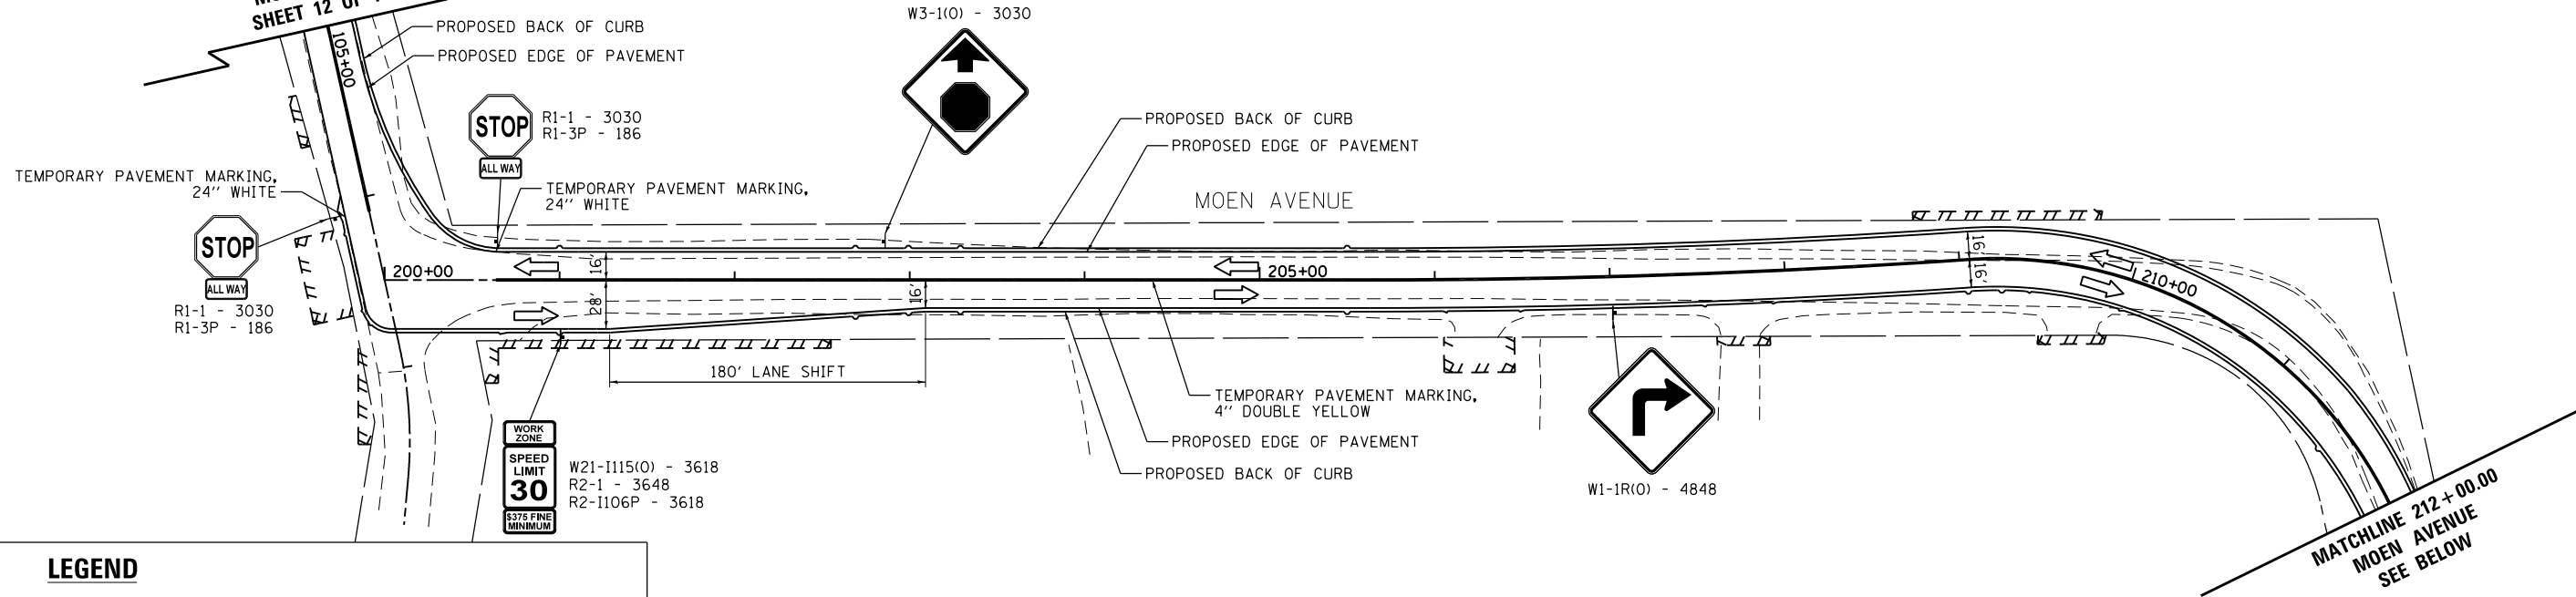 SHEET 12 OF
105+00
PROPOSED BACK OF CURB
PROPOSED EDGE OF PAVEMENT
STOP
ALL WAY
R1-1 - 3030
R1-3P - 186
TEMPORARY PAVEMENT MARKING,
24" WHITE
STOP
ALL WAY
R1-1 - 3030
R1-3P - 186
TEMPORARY PAVEMENT MARKING,
24" WHITE
W3-1(O) - 3030
PROPOSED BACK OF CURB
PROPOSED EDGE OF PAVEMENT
MOEN AVENUE
200+00
16'
28'
16'
205+00
16'
16'
210+00
180' LANE SHIFT
TEMPORARY PAVEMENT MARKING,
4" DOUBLE YELLOW
PROPOSED EDGE OF PAVEMENT
PROPOSED BACK OF CURB
WORK
ZONE
SPEED
LIMIT
30
$375 FINE
MINIMUM
W21-I115(O) - 3618
R2-1 - 3648
R2-I106P - 3618
W1-1R(O) - 4848
MATCHLINE 212+00.00
MOEN AVENUE
SEE BELOW
LEGEND